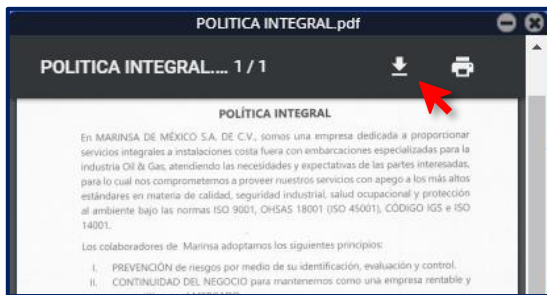 POLITICA INTEGRAL.pdf
POLITICA INTEGRAL.... 1 / 1
POLÍTICA INTEGRAL
En MARINSA DE MÉXICO S.A. DE C.V., somos una empresa dedicada a proporcionar
servicios integrales a instalaciones costa fuera con embarcaciones especializadas para la
industria Oil & Gas, atendiendo las necesidades y expectativas de las partes interesadas,
para lo cual nos comprometemos a proveer nuestros servicios con apego a los más altos
estándares en materia de calidad, seguridad industrial, salud ocupacional y protección
al ambiente bajo las normas ISO 9001, OHSAS 18001 (ISO 45001), CÓDIGO IGS e ISO
14001.
Los colaboradores de Marinsa adoptamos los siguientes principios:
I. PREVENCIÓN de riesgos por medio de su identificación, evaluación y control.
II. CONTINUIDAD DEL NEGOCIO para mantenernos como una empresa rentable y